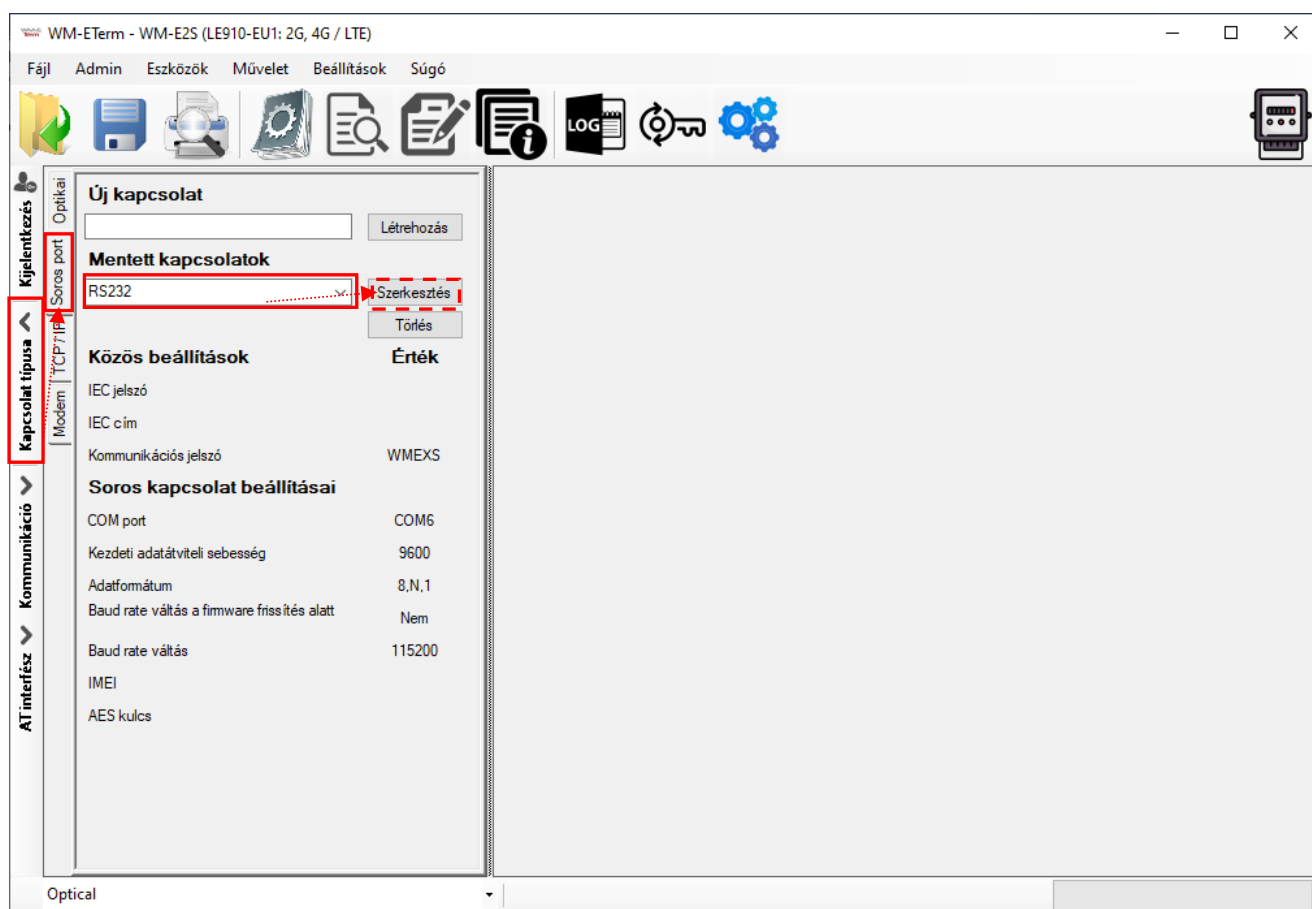 WM-ETerm - WM-E2S (LE910-EU1: 2G, 4G / LTE)
Fájl Admin Eszközök Művelet Beállítások Súgó
LOG
Kijelentkezés
Kapcsolat típusa
Kommunikáció
AT interfész
Optikai
Soros port
TCP / IP
Modem
Új kapcsolat
Létrehozás
Mentett kapcsolatok
RS232 Szerkesztés
Törlés
Közös beállítások Érték
IEC jelszó
IEC cím
Kommunikációs jelszó WMEXS
Soros kapcsolat beállításai
COM port COM6
Kezdeti adatátviteli sebesség 9600
Adatformátum 8,N,1
Baud rate váltás a firmware frissítés alatt Nem
Baud rate váltás 115200
IMEI
AES kulcs
Optical